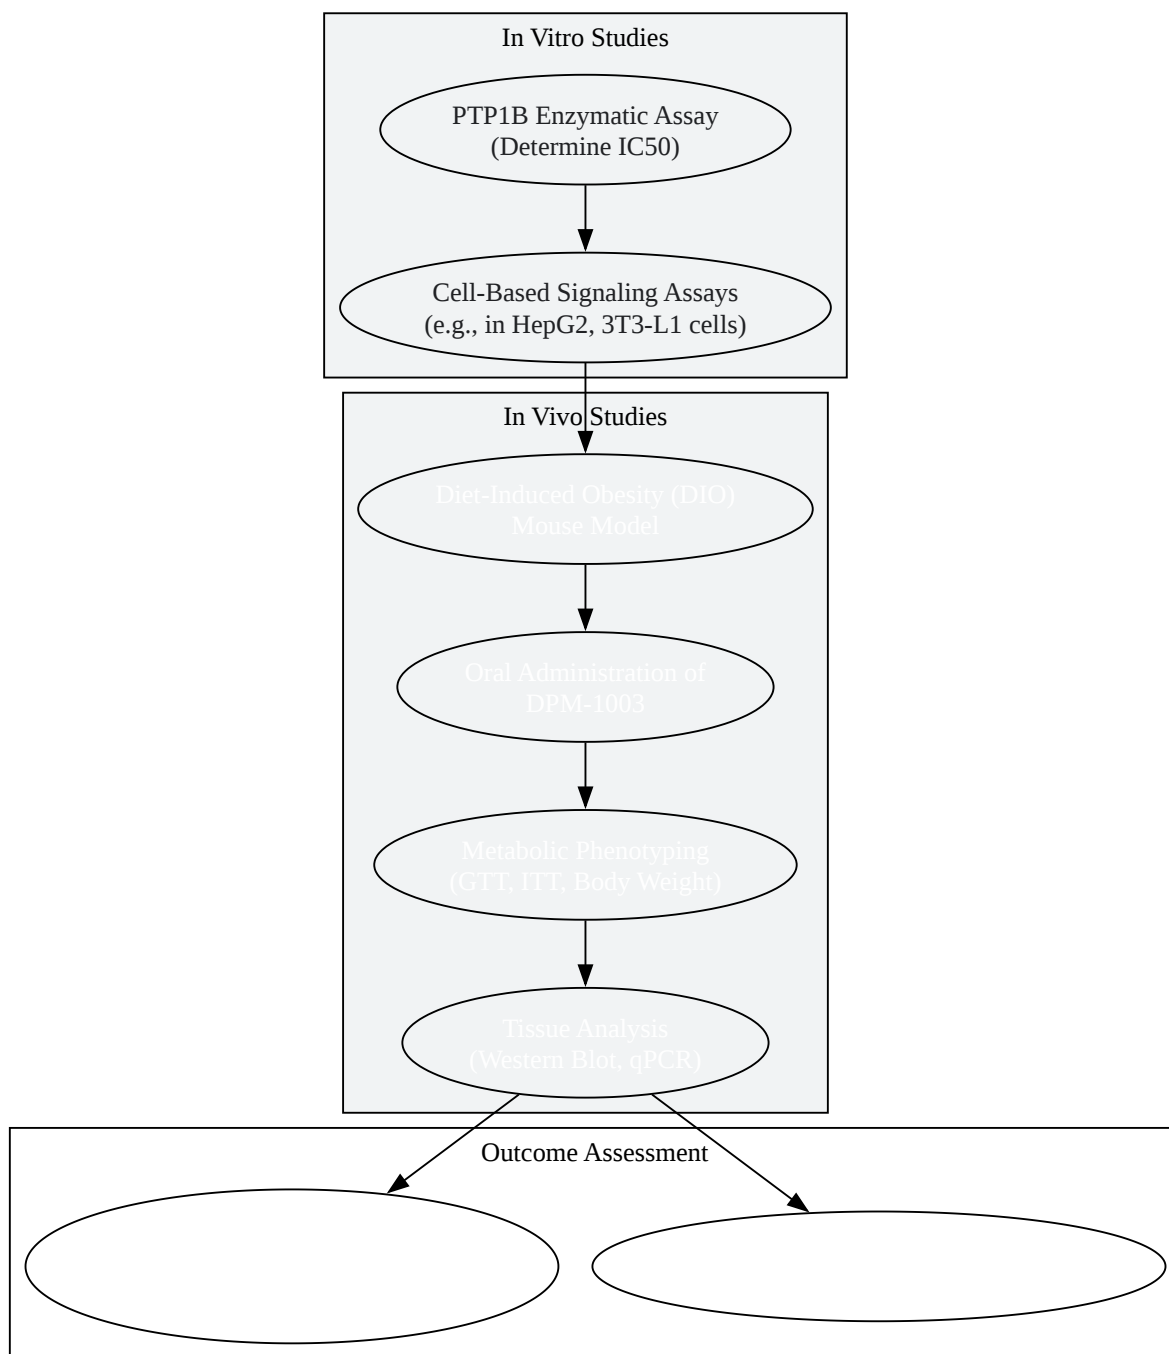 In Vitro Studies
PTP1B Enzymatic Assay
(Determine IC50)
Cell-Based Signaling Assays
(e.g., in HepG2, 3T3-L1 cells)
In Vivo Studies
Diet-Induced Obesity (DIO)
Mouse Model
Oral Administration of
DPM-1003
Metabolic Phenotyping
(GTT, ITT, Body Weight)
Tissue Analysis
(Western Blot, qPCR)
Outcome Assessment